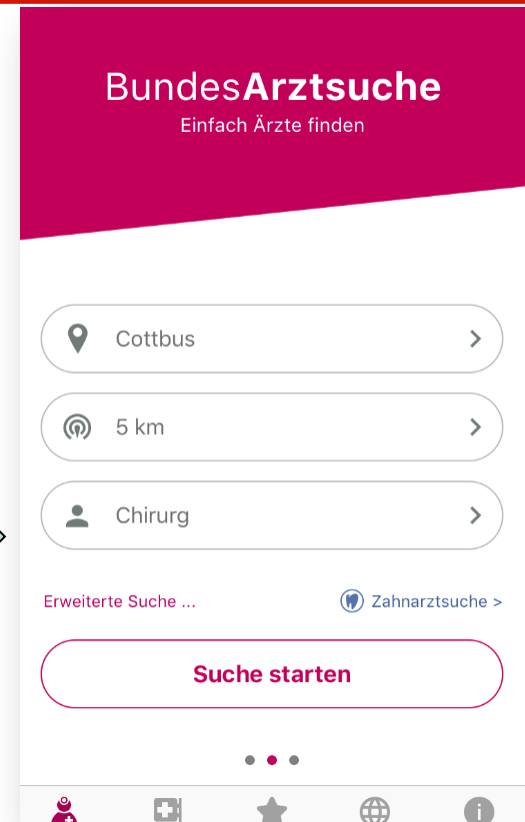 BundesArztsuche
Einfach Ärzte finden
Cottbus
5 km
Chirurg
Erweiterte Suche ...
Zahnarztsuche >
Suche starten